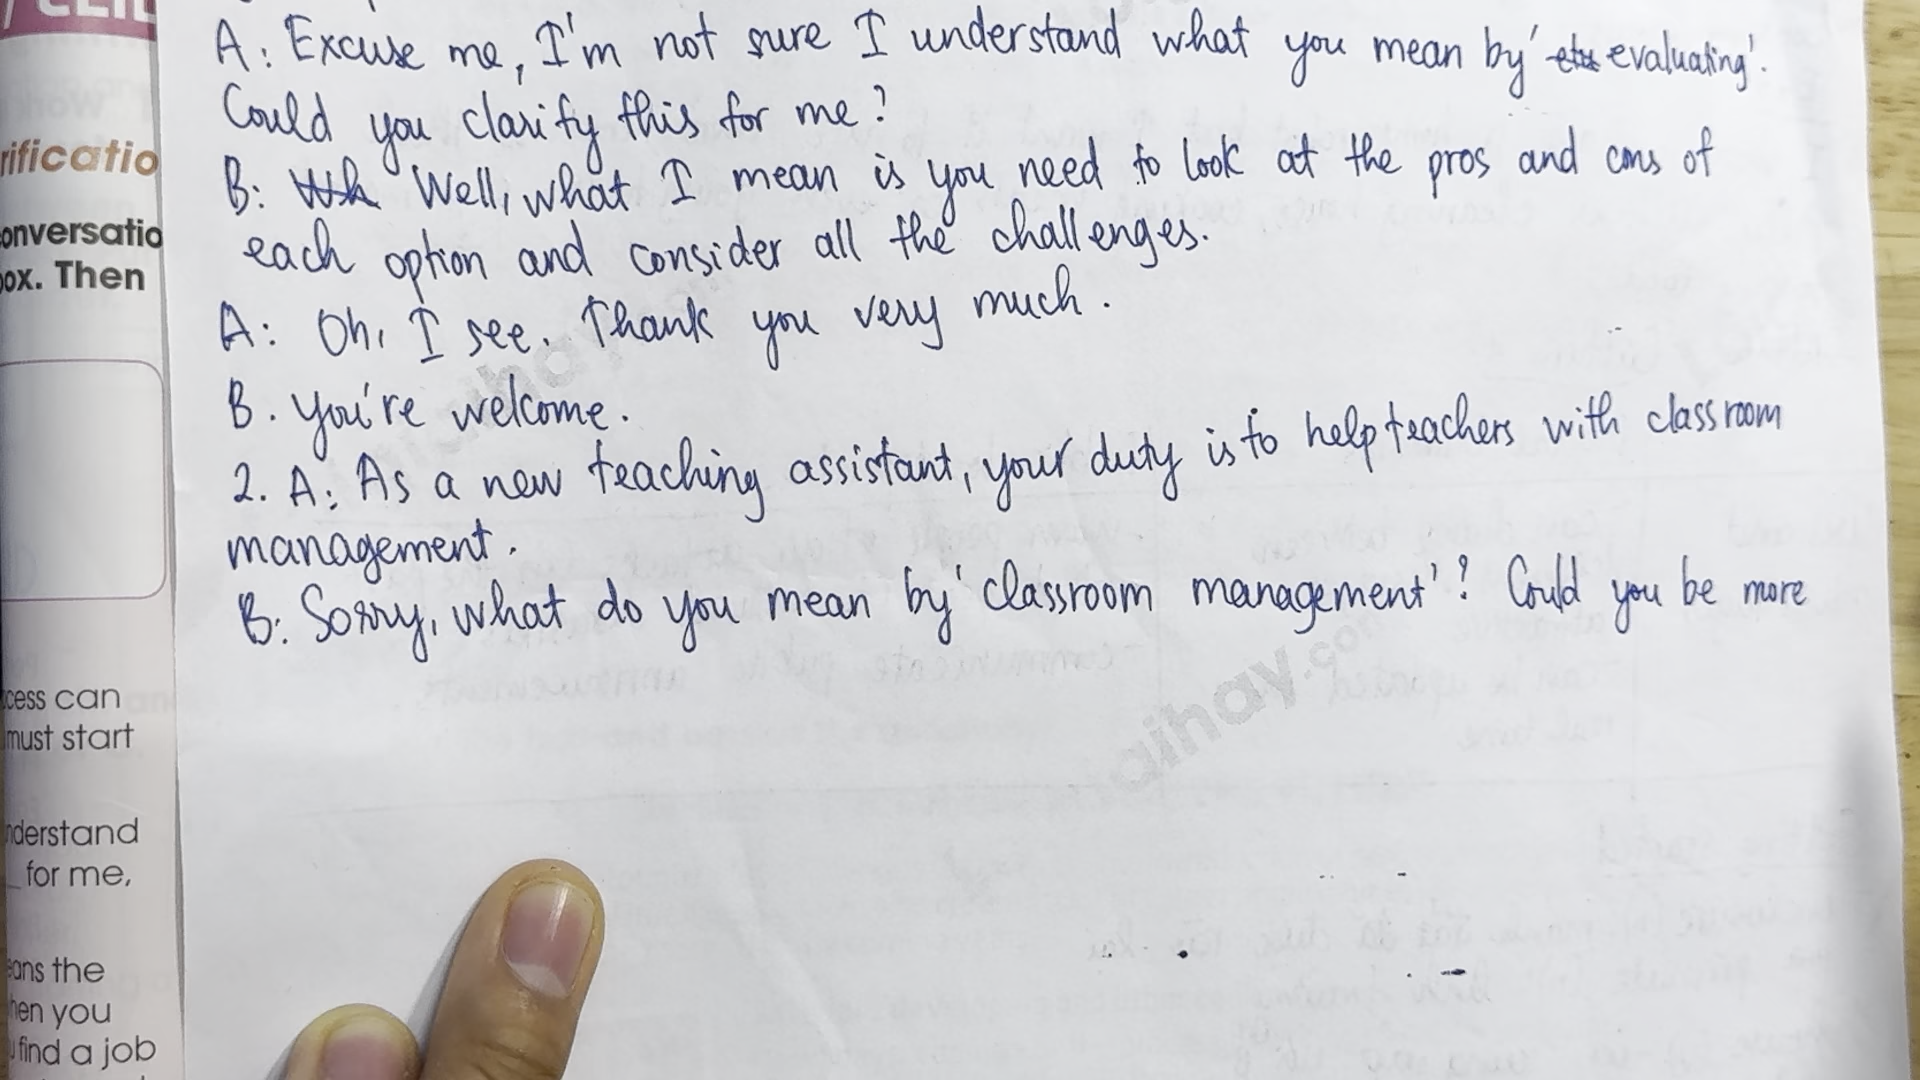 A: Excuse me, I'm not sure I understand what you mean by 'evaluating'.
Could you clarify this for me?
B: Well, what I mean is you need to look at the pros and cons of
each option and consider all the challenges.
A: Oh, I see. Thank you very much.
B. You're welcome.
2. A: As a new teaching assistant, your duty is to help teachers with classroom
management.
B: Sorry, what do you mean by 'classroom management'? Could you be more
rificatio
onversatio
ox. Then
cess can
must start
nderstand
for me,
eans the
hen you
find a job
aihay.com